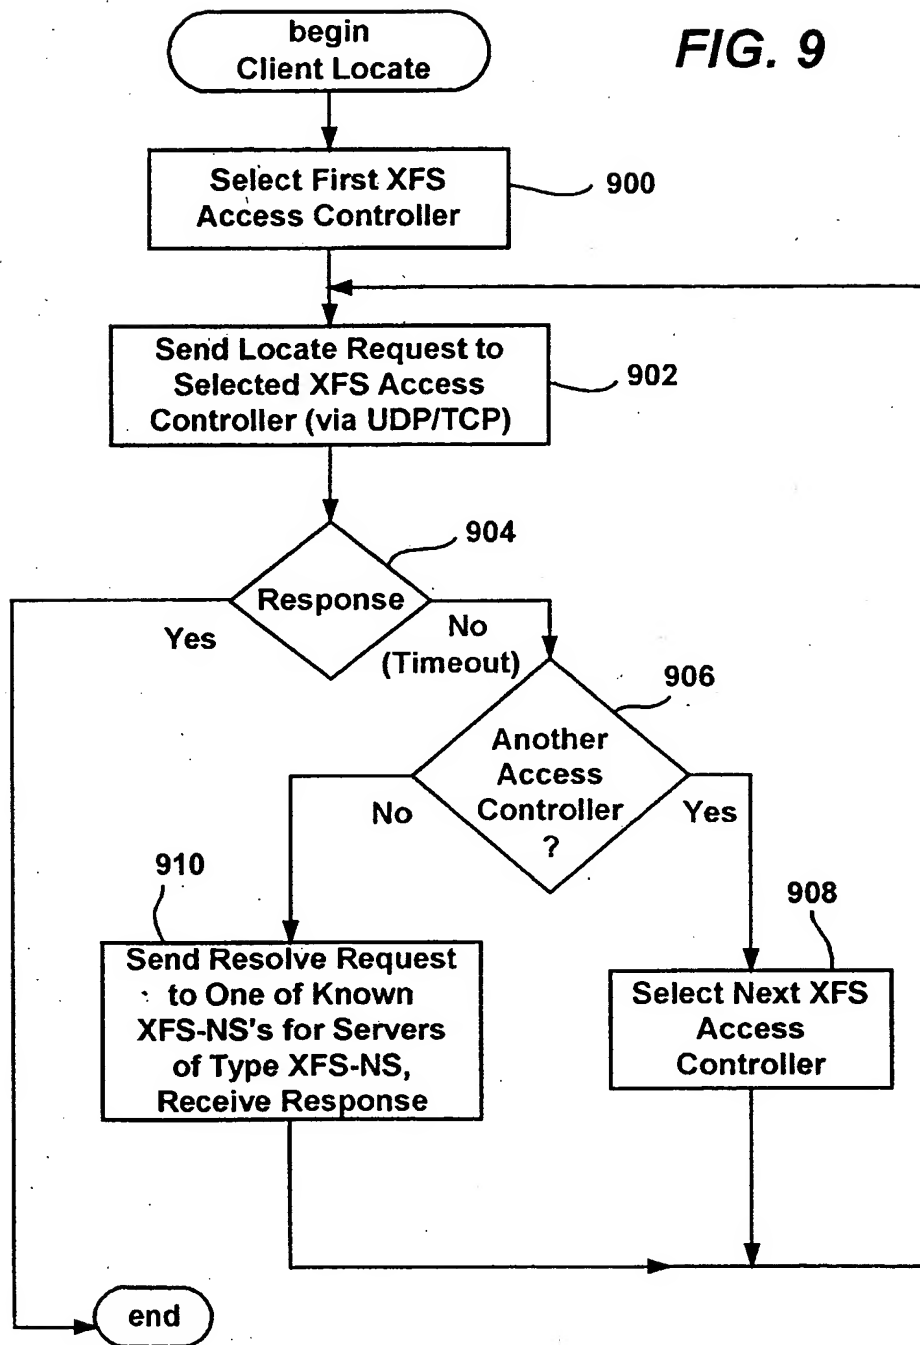 begin
Client Locate
FIG. 9
Select First XFS
Access Controller
900
Send Locate Request to
Selected XFS Access
Controller (via UDP/TCP)
902
904
Response
Yes
No
(Timeout)
906
Another
Access
Controller
?
No
Yes
910
908
Send Resolve Request
to One of Known
XFS-NS's for Servers
of Type XFS-NS,
Receive Response
Select Next XFS
Access
Controller
end